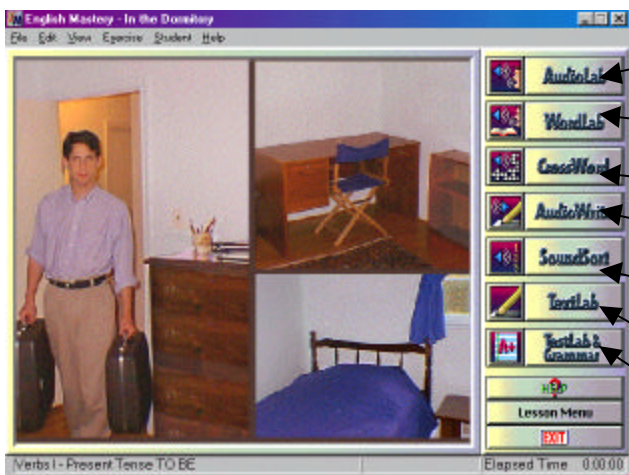 English Mastery - In the Dormitory
File Edit View Exercise Student Help
AudioLab
WordLab
CrossWord
AudioWrite
SoundSort
TextLab
A+
TestLab &
Grammar
HELP
Lesson Menu
EXIT
Verbs I - Present Tense TO BE
Elapsed Time 0:00:00